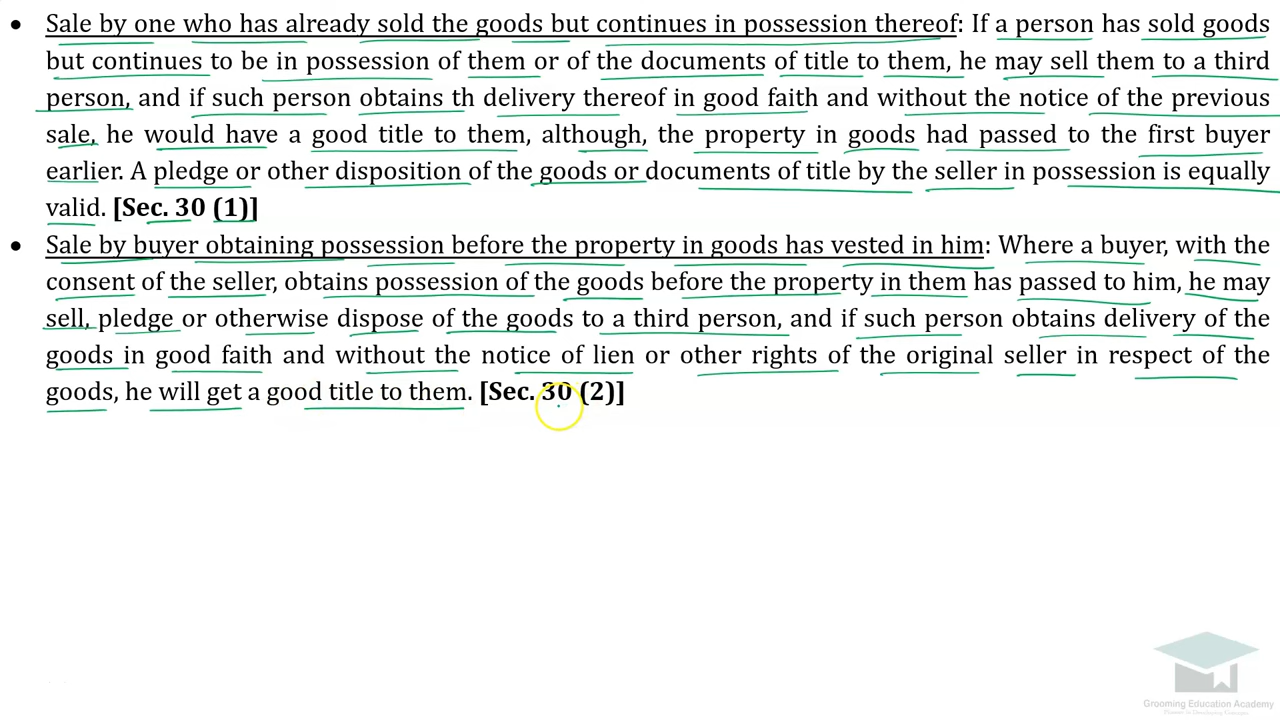 • Sale by one who has already sold the goods but continues in possession thereof: If a person has sold goods
but continues to be in possession of them or of the documents of title to them, he may sell them to a third
person, and if such person obtains th delivery thereof in good faith and without the notice of the previous
sale, he would have a good title to them, although, the property in goods had passed to the first buyer
earlier. A pledge or other disposition of the goods or documents of title by the seller in possession is equally
valid. [Sec. 30 (1)]
• Sale by buyer obtaining possession before the property in goods has vested in him: Where a buyer, with the
consent of the seller, obtains possession of the goods before the property in them has passed to him, he may
sell, pledge or otherwise dispose of the goods to a third person, and if such person obtains delivery of the
goods in good faith and without the notice of lien or other rights of the original seller in respect of the
goods, he will get a good title to them. [Sec. 30 (2)]
Grooming Education Academy